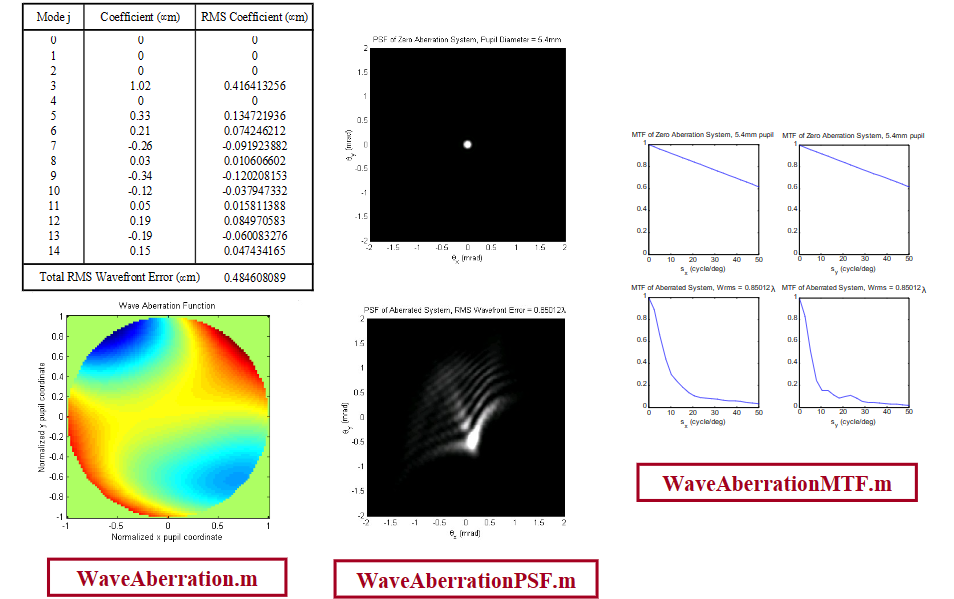 Mode j Coefficient (∝m) RMS Coefficient (∝m)
0 0 0
1 0 0
2 0 0
3 1.02 0.416413256
4 0 0
5 0.33 0.134721936
6 0.21 0.074246212
7 -0.26 -0.091923882
8 0.03 0.010606602
9 -0.34 -0.120208153
10 -0.12 -0.037947332
11 0.05 0.015811388
12 0.19 0.084970583
13 -0.19 -0.060083276
14 0.15 0.047434165
Total RMS Wavefront Error (∝m) 0.484608089
Wave Aberration Function
Normalized y pupil coordinate
1
0.8
0.6
0.4
0.2
0
-0.2
-0.4
-0.6
-0.8
-1
-1 -0.5 0 0.5 1
Normalized x pupil coordinate
WaveAberration.m
PSF of Zero Aberration System, Pupil Diameter = 5.4mm
θy (mrad)
2
1.5
1
0.5
0
-0.5
-1
-1.5
-2
-2 -1.5 -1 -0.5 0 0.5 1 1.5 2
θx (mrad)
PSF of Aberrated System, RMS Wavefront Error = 0.85012λ
θy (mrad)
2
1.5
1
0.5
0
-0.5
-1
-1.5
-2
-2 -1.5 -1 -0.5 0 0.5 1 1.5 2
θx (mrad)
WaveAberrationPSF.m
MTF of Zero Aberration System, 5.4mm pupil
1
0.8
0.6
0.4
0.2
0
0 10 20 30 40 50
sx (cycle/deg)
MTF of Zero Aberration System, 5.4mm pupil
1
0.8
0.6
0.4
0.2
0
0 10 20 30 40 50
sy (cycle/deg)
MTF of Aberrated System, Wrms = 0.85012λ
1
0.8
0.6
0.4
0.2
0
0 10 20 30 40 50
sx (cycle/deg)
MTF of Aberrated System, Wrms = 0.85012λ
1
0.8
0.6
0.4
0.2
0
0 10 20 30 40 50
sy (cycle/deg)
WaveAberrationMTF.m